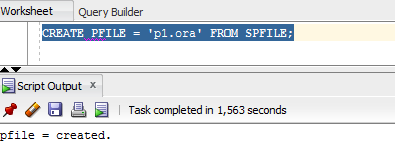 Worksheet Query Builder
CREATE PFILE = 'p1.ora' FROM SPFILE;
Script Output x
Task completed in 1,563 seconds
pfile = created.